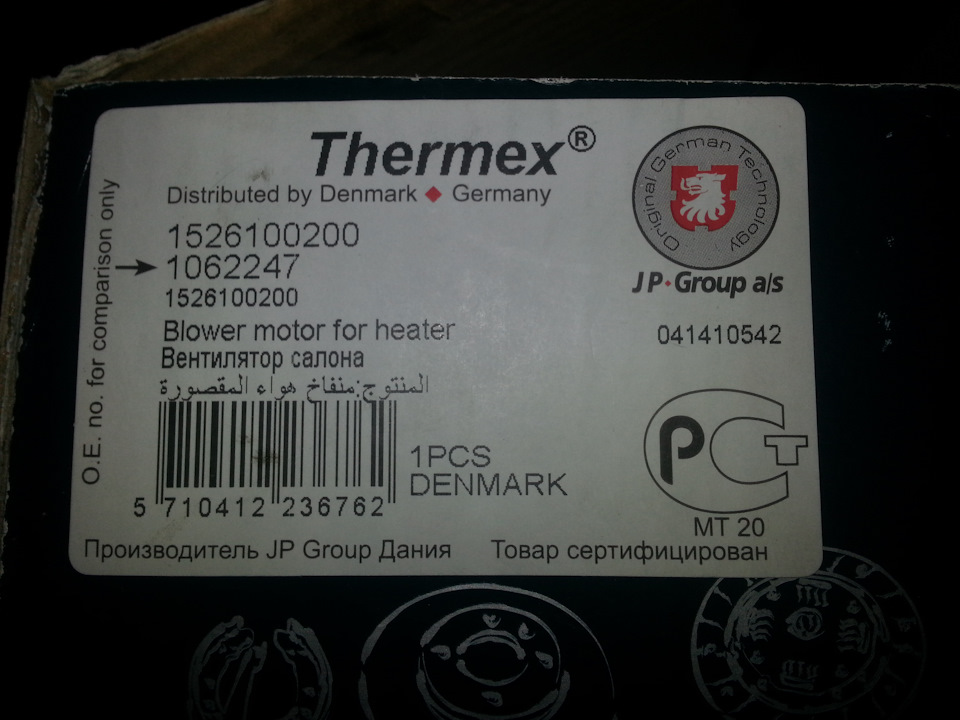 Thermex®
Distributed by Denmark ♦ Germany
1526100200
1062247
1526100200
Blower motor for heater
Вентилятор салона
المنتوج:منفاخ هواء المقصورة
5 710412 236762
1PCS
DENMARK
O.E. no. for comparison only
Original German Technology
JP·Group a/s
041410542
РСТ
МТ 20
Производитель JP Group Дания
Товар сертифицирован